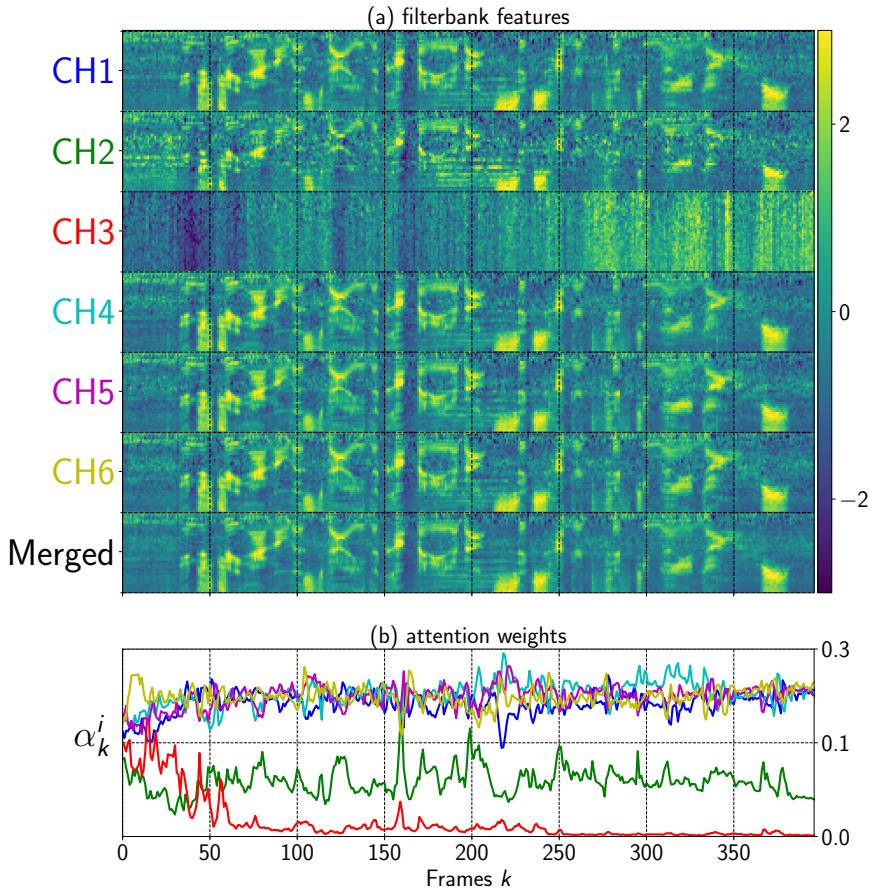 (a) filterbank features
CH1
CH2
CH3
CH4
CH5
CH6
Merged
2
0
−2
(b) attention weights
α_k^i
0.3
0.1
0.0
0 50 100 150 200 250 300 350
Frames k